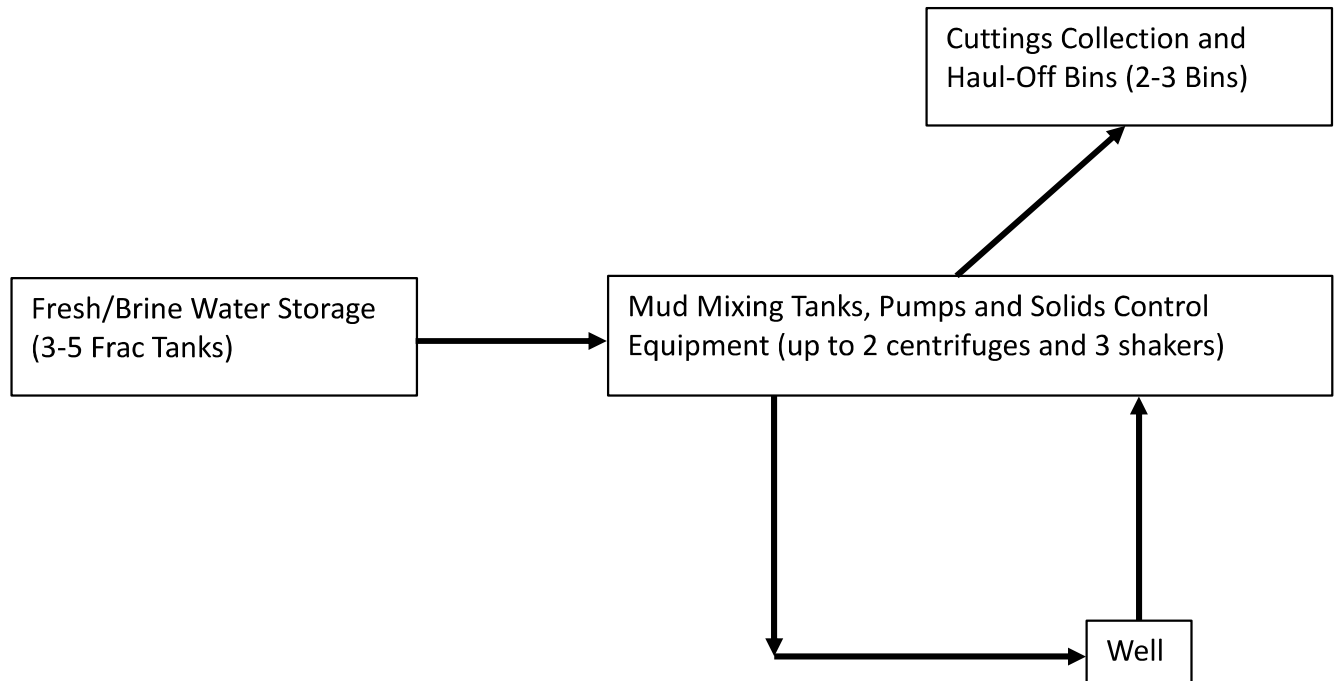 Cuttings Collection and
Haul-Off Bins (2-3 Bins)
Fresh/Brine Water Storage
(3-5 Frac Tanks)
Mud Mixing Tanks, Pumps and Solids Control
Equipment (up to 2 centrifuges and 3 shakers)
Well